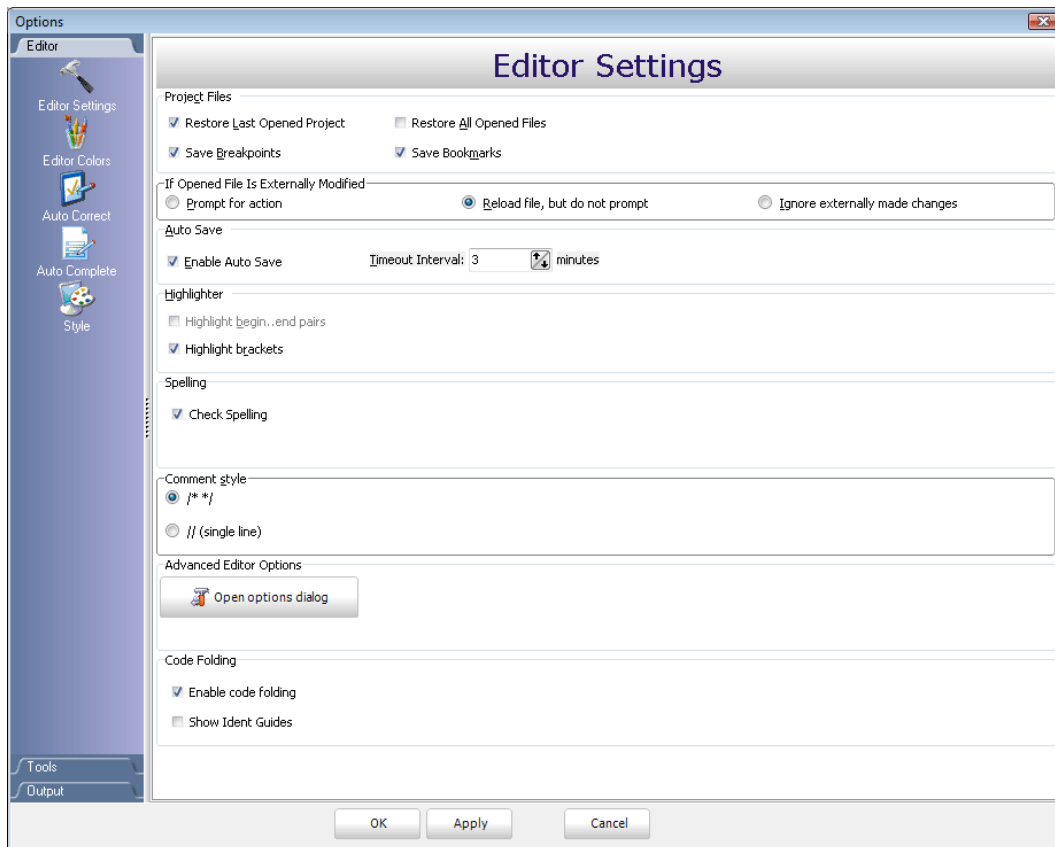 Options
Editor
Editor Settings
Editor Colors
Auto Correct
Auto Complete
Style
Tools
Output
Editor Settings
Project Files
Restore Last Opened Project Restore All Opened Files
Save Breakpoints Save Bookmarks
If Opened File Is Externally Modified
Prompt for action Reload file, but do not prompt Ignore externally made changes
Auto Save
Enable Auto Save Timeout Interval: 3 minutes
Highlighter
Highlight begin..end pairs
Highlight brackets
Spelling
Check Spelling
Comment style
/* */
// (single line)
Advanced Editor Options
Open options dialog
Code Folding
Enable code folding
Show Ident Guides
OK Apply Cancel